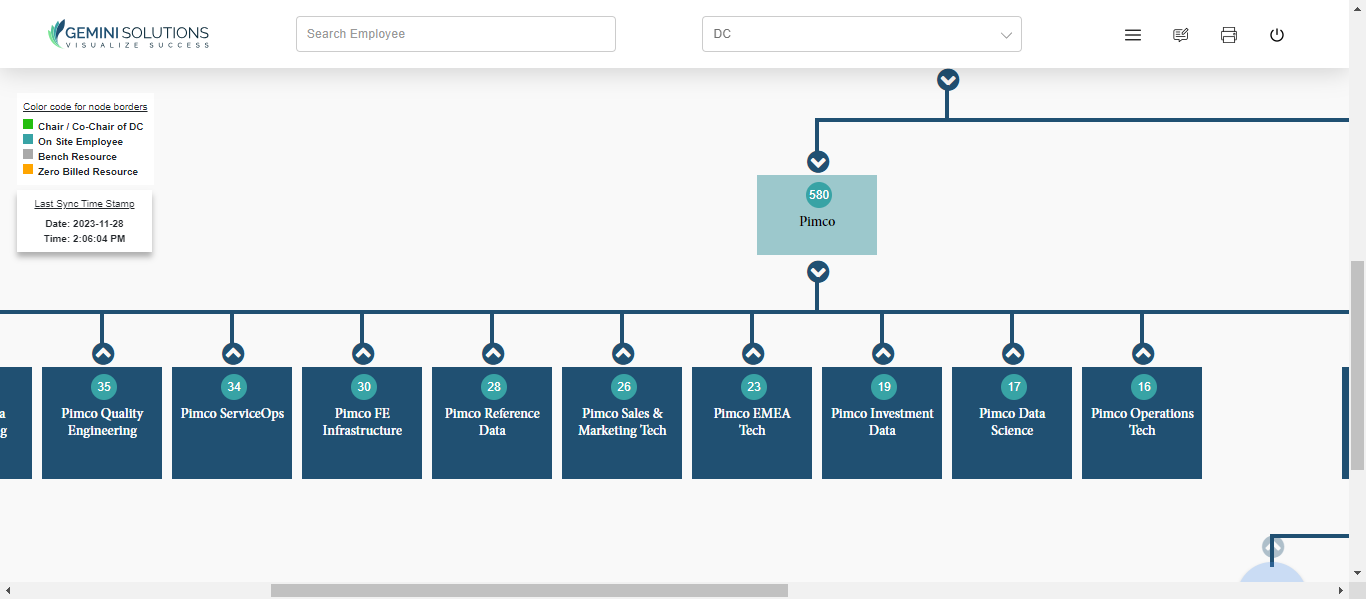 GEMINI SOLUTIONS
VISUALIZE SUCCESS
Search Employee
DC
Color code for node borders
Chair / Co-Chair of DC
On Site Employee
Bench Resource
Zero Billed Resource
Last Sync Time Stamp
Date: 2023-11-28
Time: 2:06:04 PM
580
Pimco
a
g
35
Pimco Quality
Engineering
34
Pimco ServiceOps
30
Pimco FE
Infrastructure
28
Pimco Reference
Data
26
Pimco Sales &
Marketing Tech
23
Pimco EMEA
Tech
19
Pimco Investment
Data
17
Pimco Data
Science
16
Pimco Operations
Tech